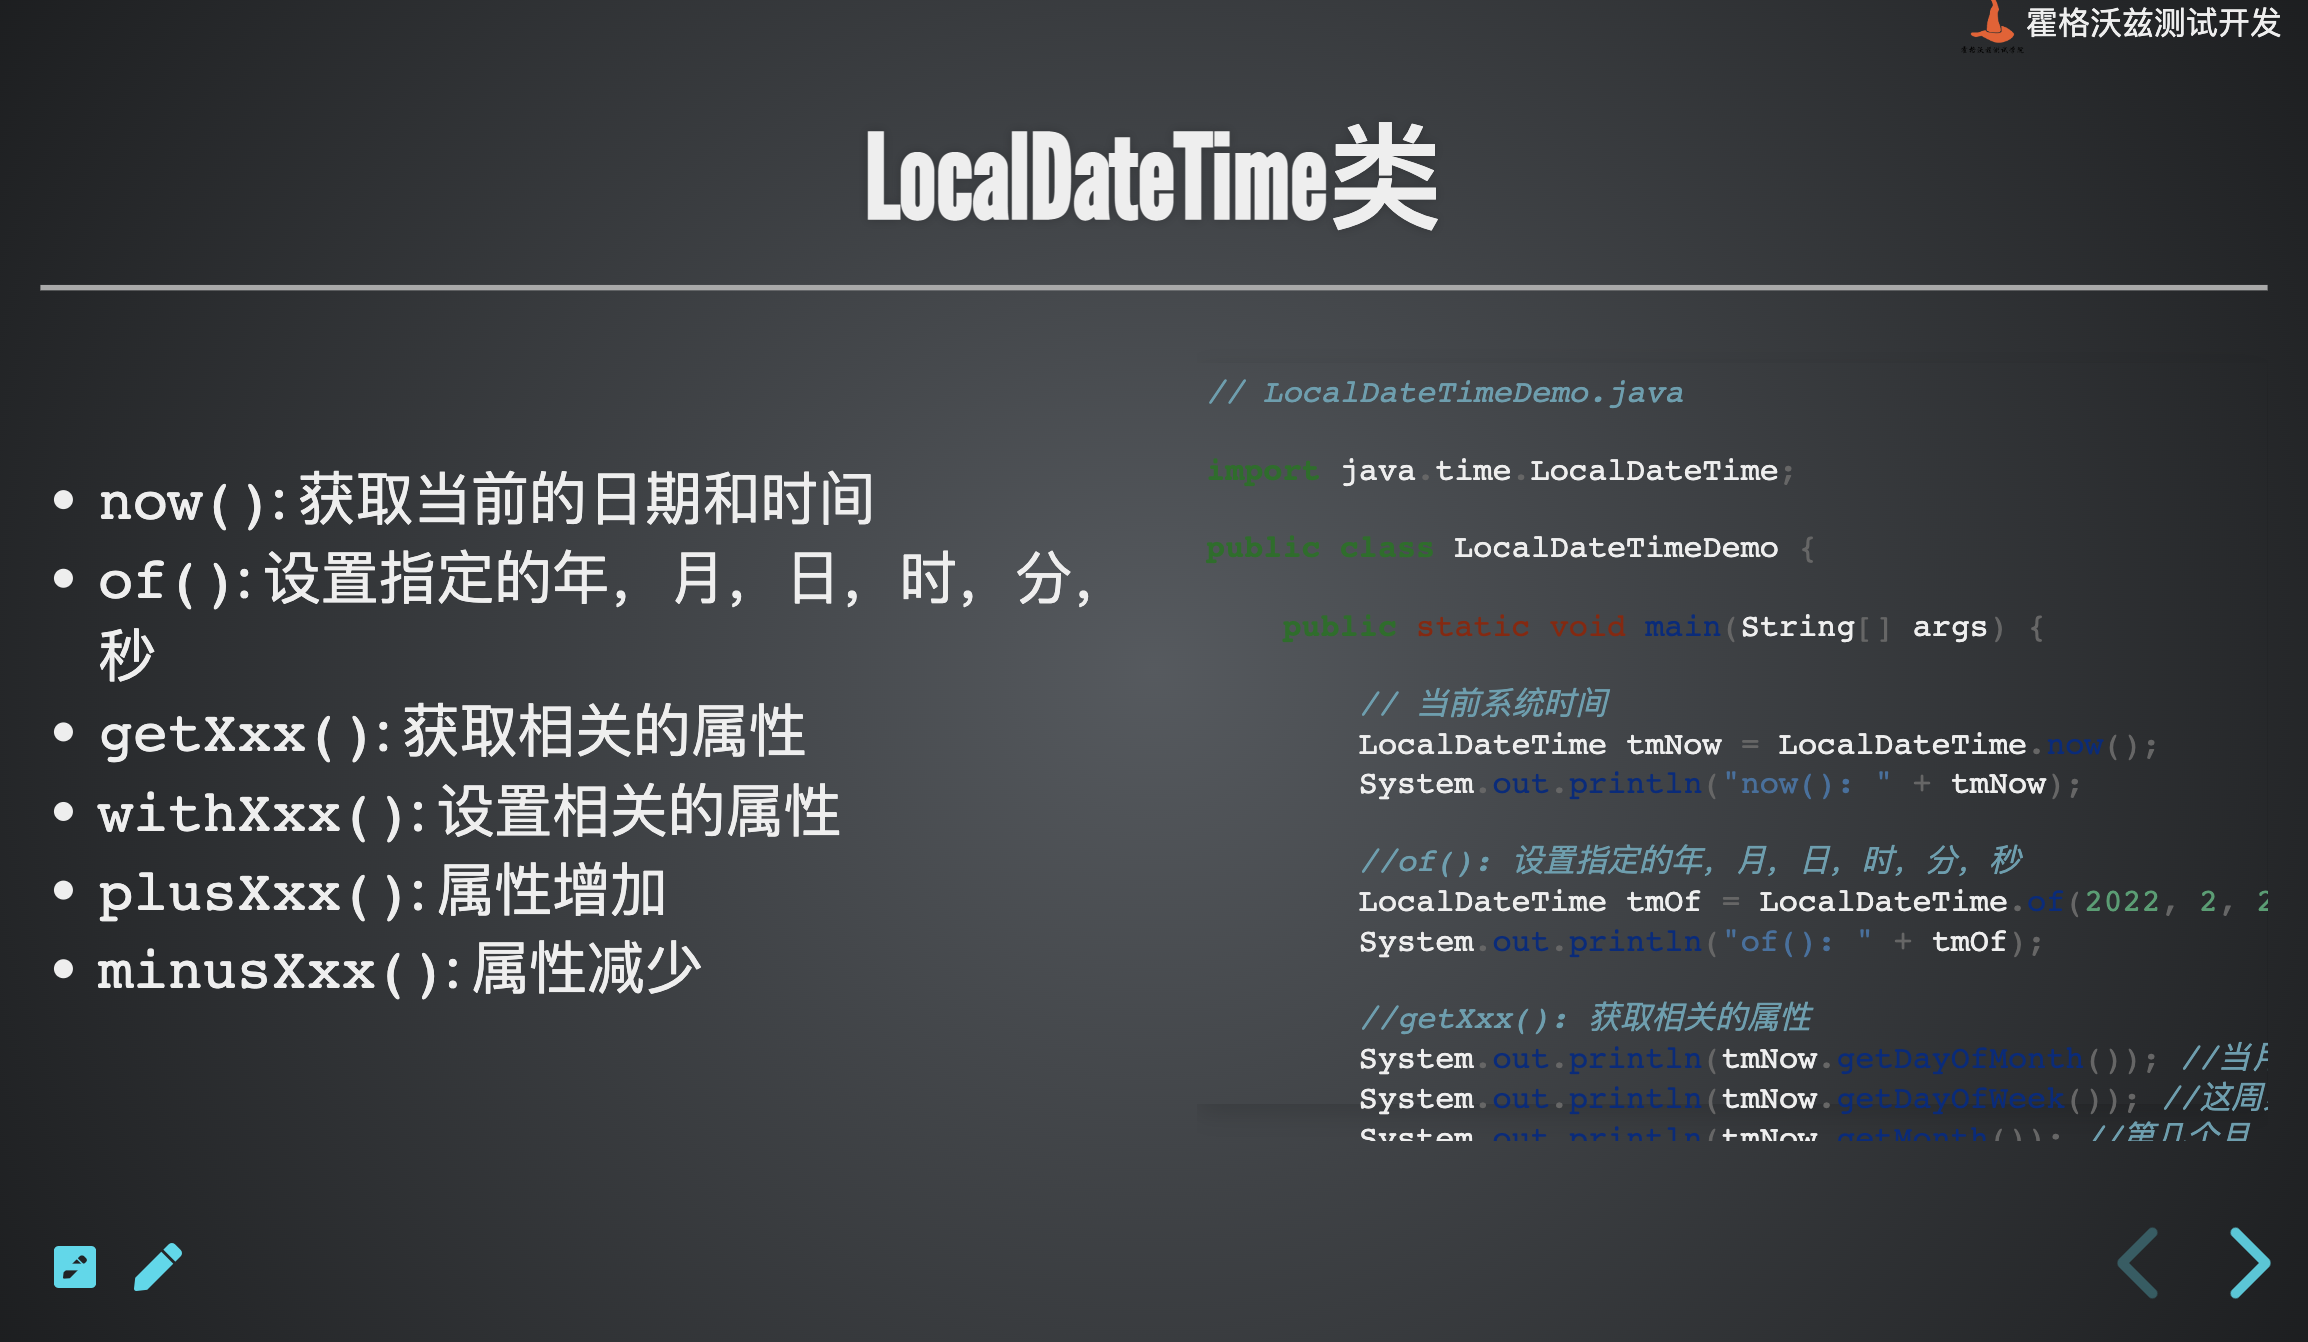 霍格沃兹测试开发
LocalDateTime类
now(): 获取当前的日期和时间
of(): 设置指定的年，月，日，时，分，
秒
getXxx(): 获取相关的属性
withXxx(): 设置相关的属性
plusXxx(): 属性增加
minusXxx(): 属性减少
// LocalDateTimeDemo.java
import java.time.LocalDateTime;
public class LocalDateTimeDemo {
public static void main(String[] args) {
// 当前系统时间
LocalDateTime tmNow = LocalDateTime.now();
System.out.println("now(): " + tmNow);
//of(): 设置指定的年，月，日，时，分，秒
LocalDateTime tmOf = LocalDateTime.of(2022, 2, 2
System.out.println("of(): " + tmOf);
//getXxx(): 获取相关的属性
System.out.println(tmNow.getDayOfMonth()); //当
System.out.println(tmNow.getDayOfWeek()); //这周
System.out.println(tmNow.getMonth()); //第几个月